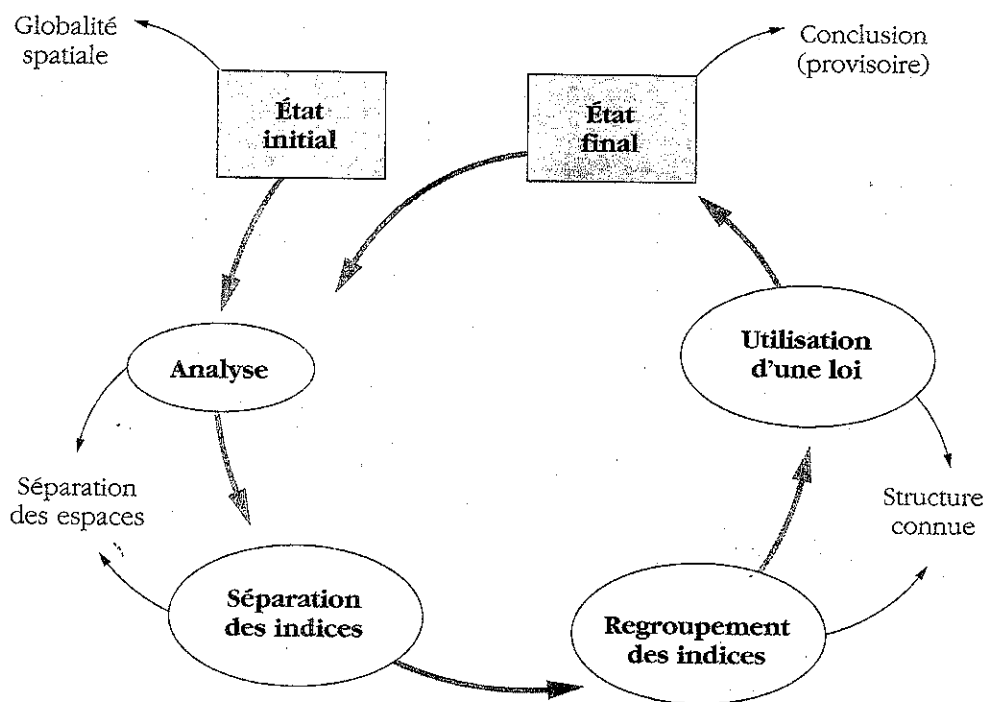 Globalité
spatiale
Conclusion
(provisoire)
État
initial
État
final
Analyse
Utilisation
d'une loi
Séparation
des espaces
Structure
connue
Séparation
des indices
Regroupement
des indices